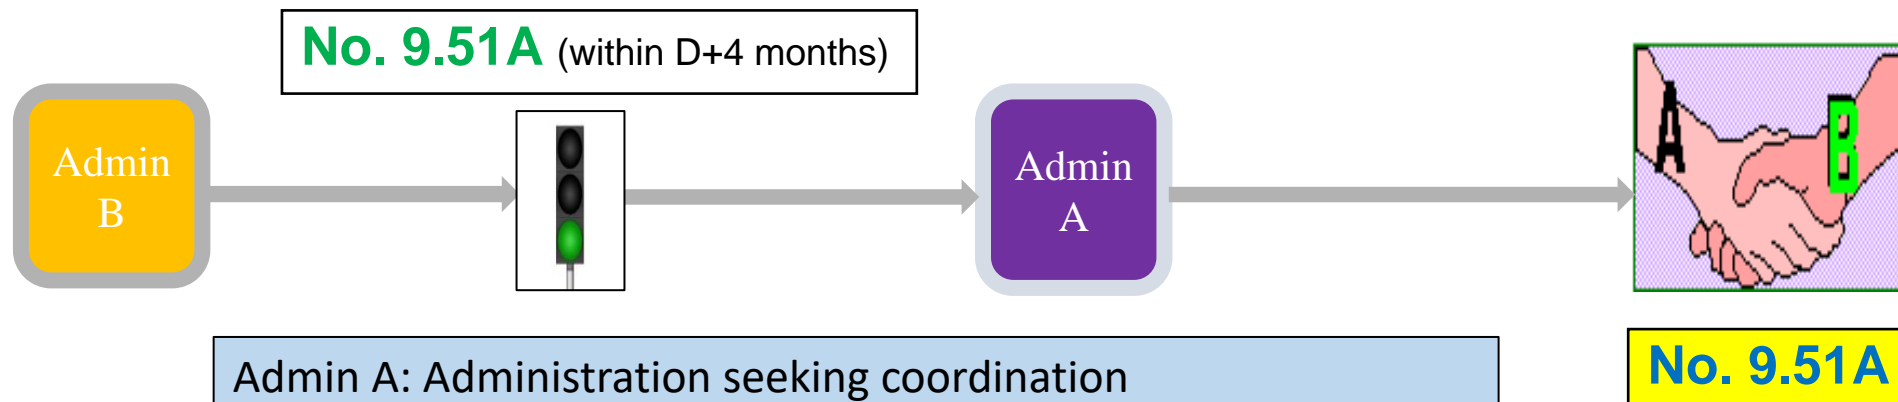 No. 9.51A (within D+4 months)
Admin
B
Admin
A
A
B
Admin A: Administration seeking coordination
No. 9.51A